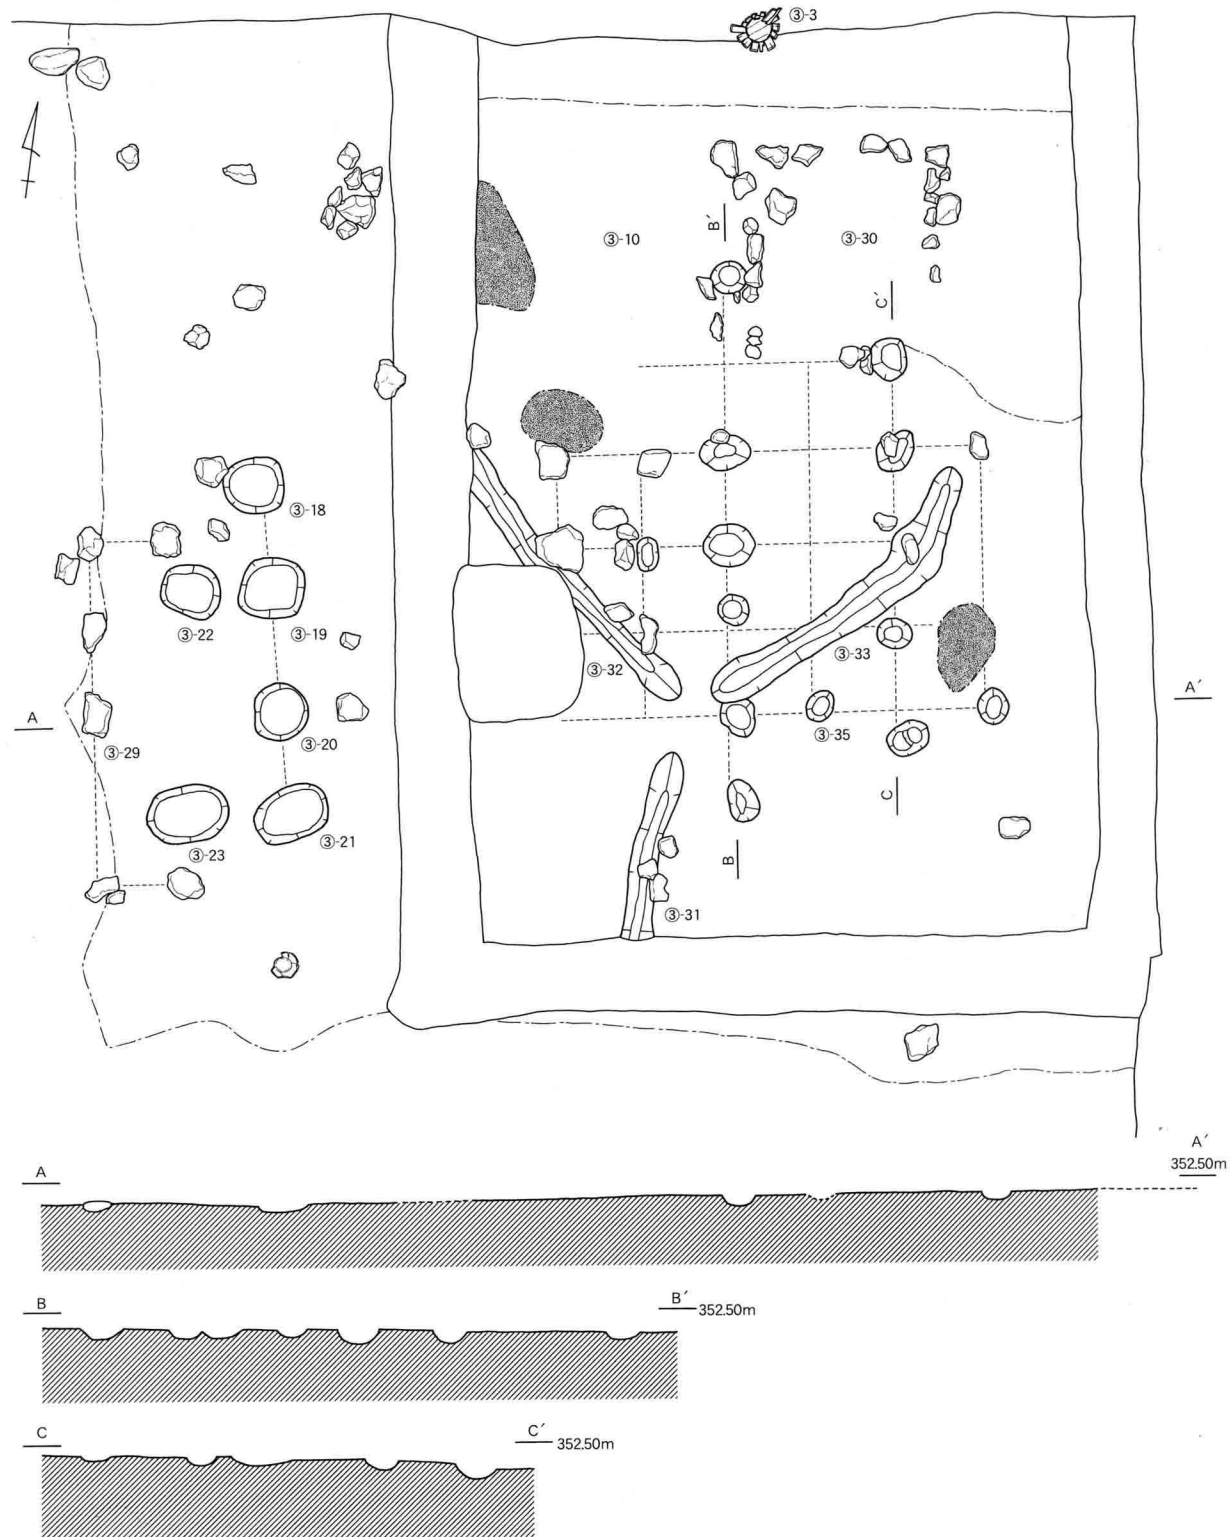 ③-3
③-10
B′
③-30
C′
③-18
③-22
③-19
③-32
③-33
A′
A
③-29
③-20
③-35
C
③-23
③-21
B
③-31
A
A′
352.50m
B
B′
352.50m
C
C′
352.50m